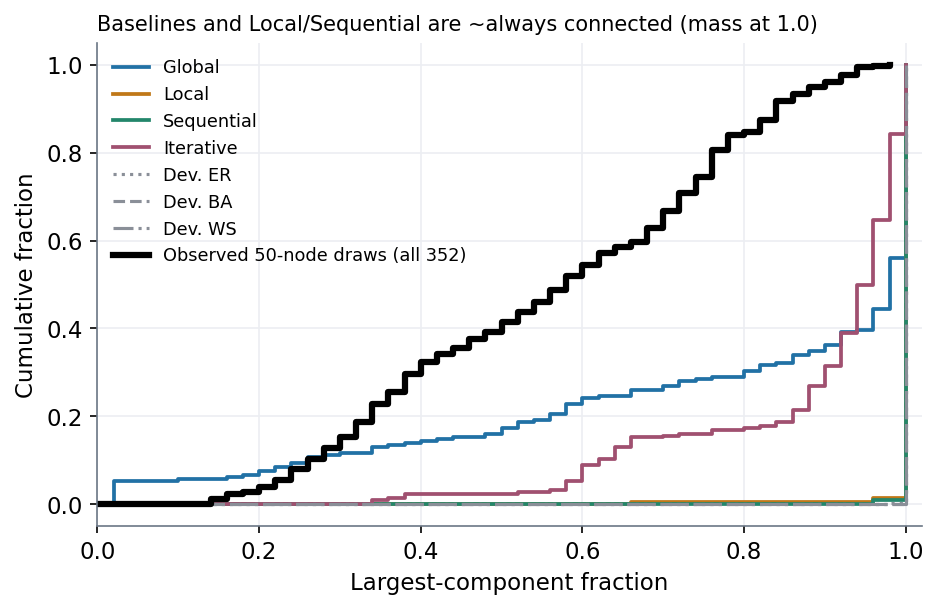 Baselines and Local/Sequential are ~always connected (mass at 1.0)
Cumulative fraction
1.0
0.8
0.6
0.4
0.2
0.0
Global
Local
Sequential
Iterative
Dev. ER
Dev. BA
Dev. WS
Observed 50-node draws (all 352)
0.0 0.2 0.4 0.6 0.8 1.0
Largest-component fraction